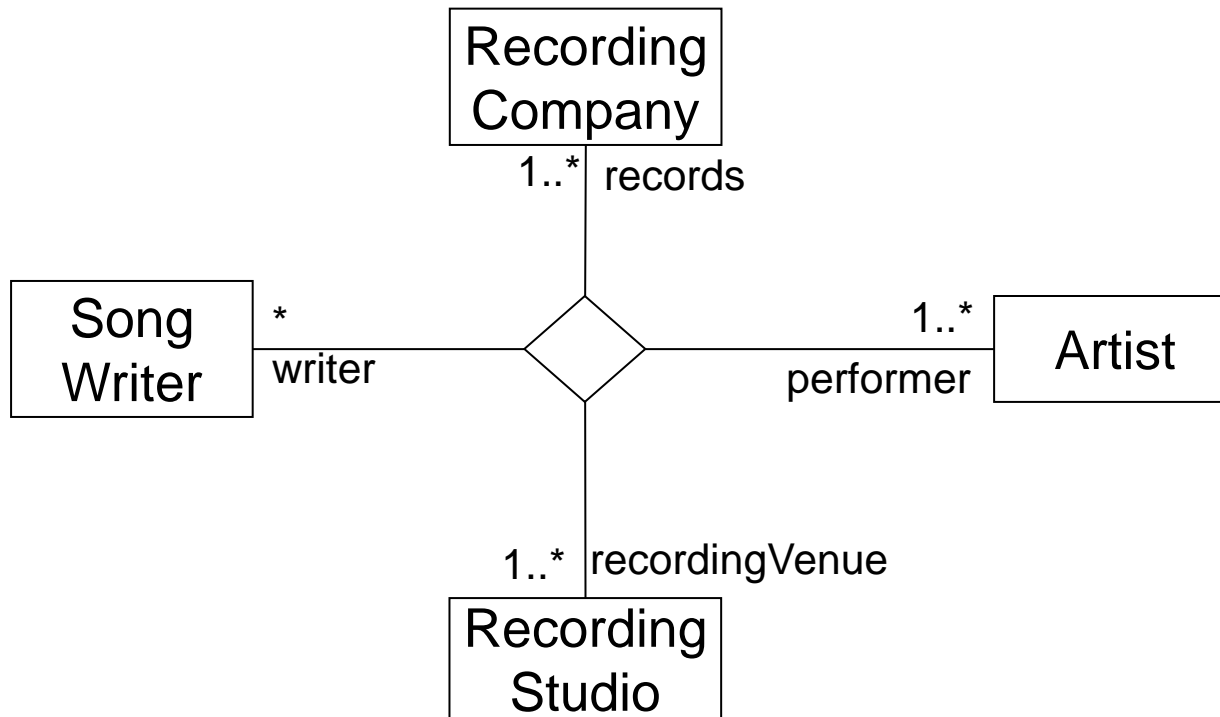 Recording
Company
1..* records
Song
Writer
*
writer
1..*
performer
Artist
1..* recordingVenue
Recording
Studio